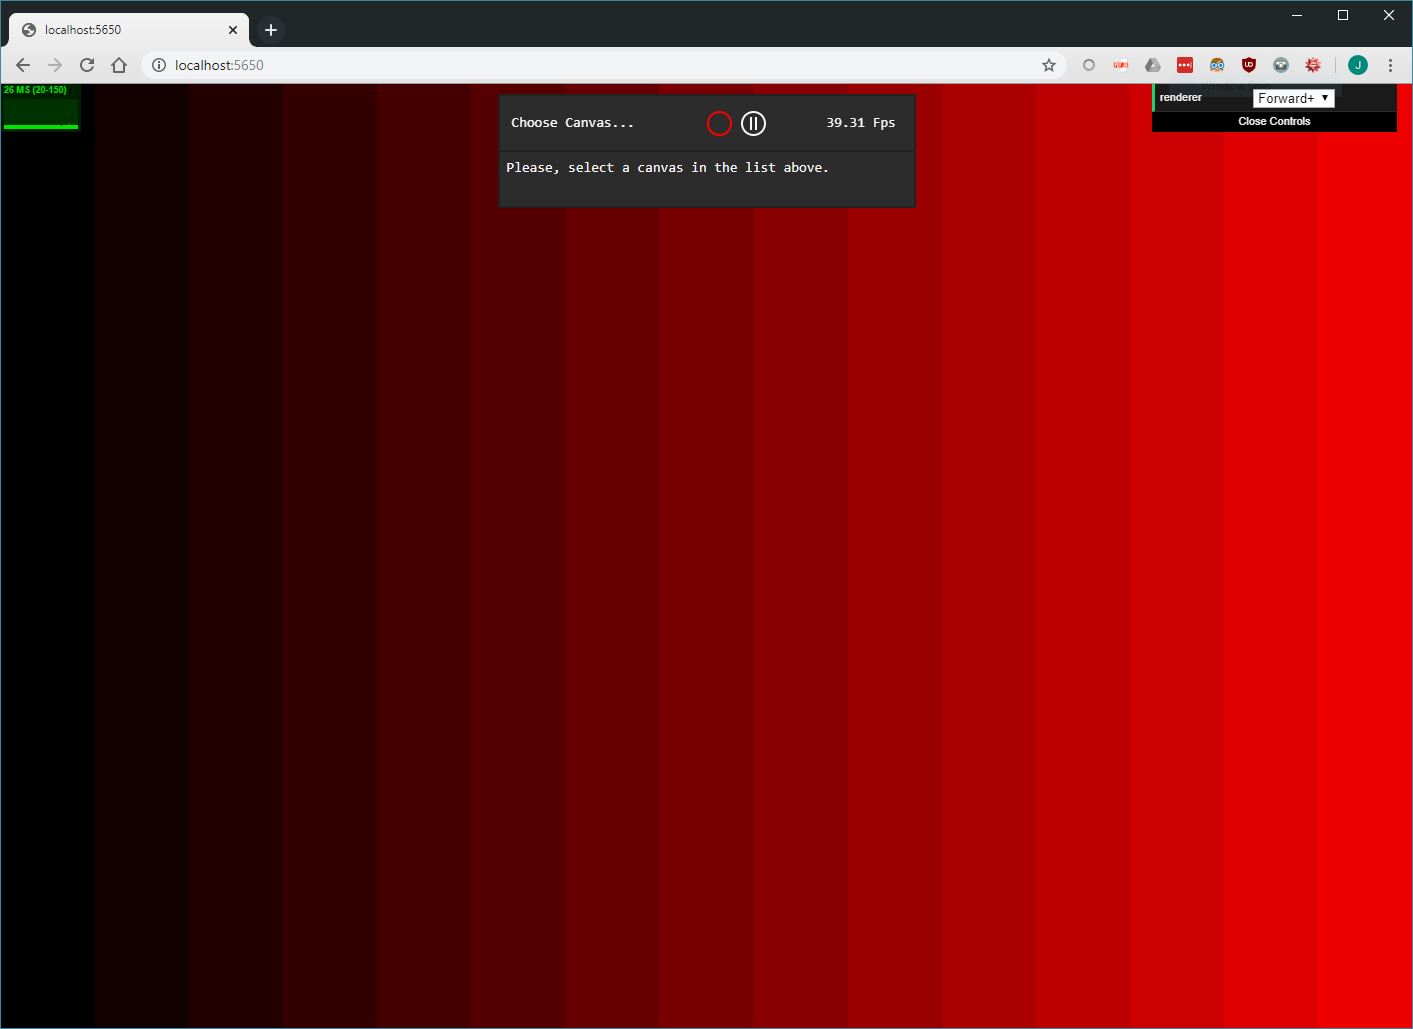 localhost:5650
localhost:5650
J
26 MS (20-150)
Choose Canvas...
39.31 Fps
Please, select a canvas in the list above.
renderer
Forward+
Close Controls